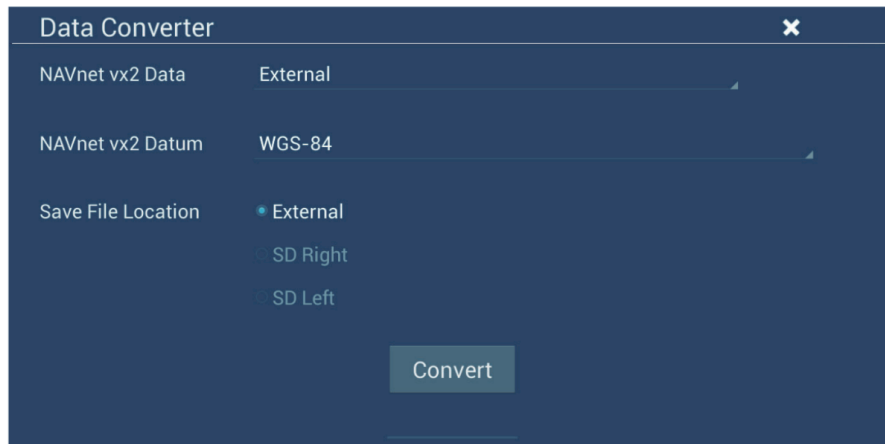 Data Converter
NAVnet vx2 Data External
NAVnet vx2 Datum WGS-84
Save File Location External
SD Right
SD Left
Convert